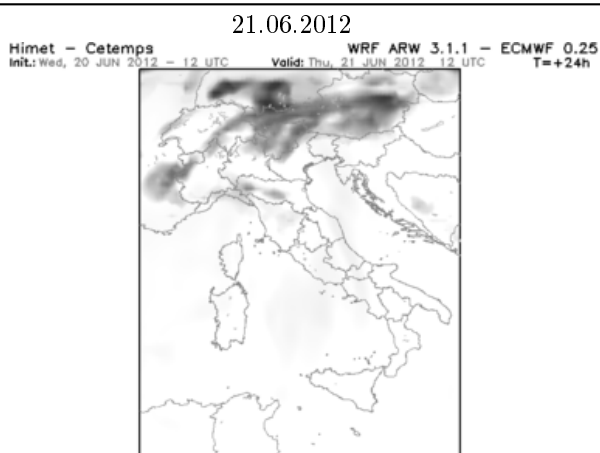 21.06.2012
Himet – Cetemps WRF ARW 3.1.1 – ECMWF 0.25
Init.: Wed, 20 JUN 2012 – 12 UTC Valid: Thu, 21 JUN 2012 12 UTC T=+24h